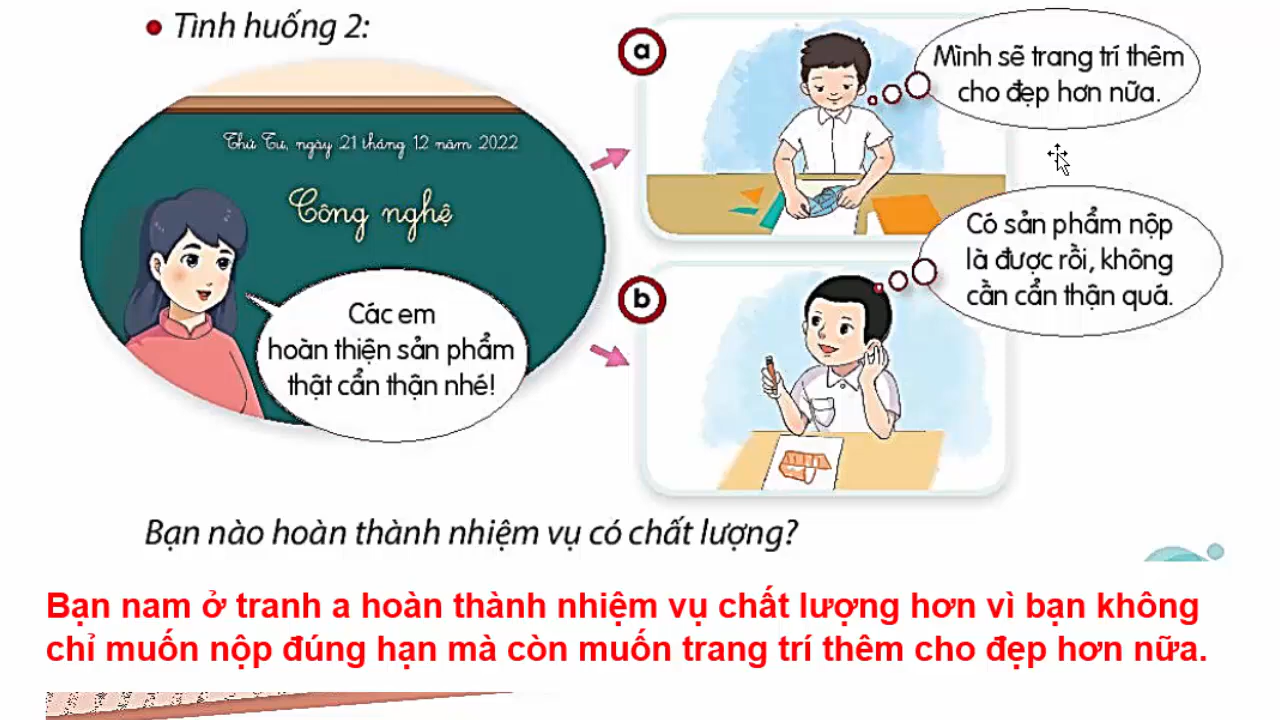 • Tình huống 2:
Thứ Tư, ngày 21 tháng 12 năm 2022
Công nghệ
Các em
hoàn thiện sản phẩm
thật cẩn thận nhé!
a
Mình sẽ trang trí thêm
cho đẹp hơn nữa.
b
Có sản phẩm nộp
là được rồi, không
cần cẩn thận quá.
Bạn nào hoàn thành nhiệm vụ có chất lượng?
Bạn nam ở tranh a hoàn thành nhiệm vụ chất lượng hơn vì bạn không
chỉ muốn nộp đúng hạn mà còn muốn trang trí thêm cho đẹp hơn nữa.